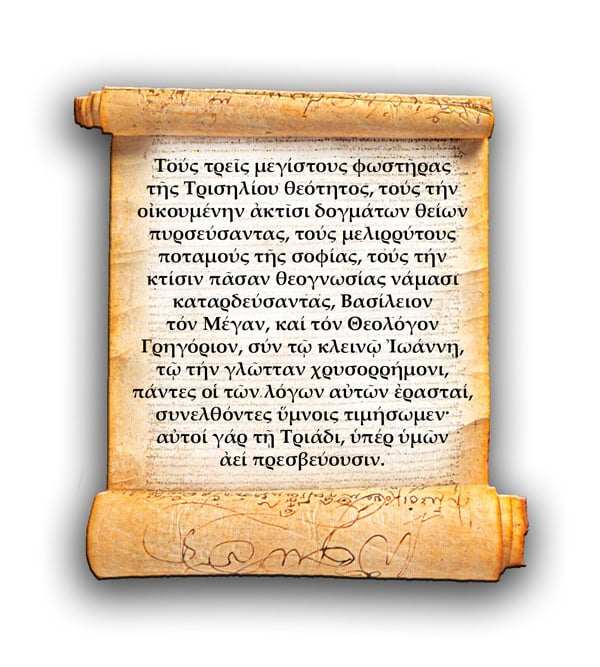 Τούς τρεῖς μεγίστους φωστῆρας
τῆς Τρισηλίου θεότητος, τούς τήν
οἰκουμένην ἀκτῖσι δογμάτων θείων
πυρσεύσαντας, τούς μελιρρύτους
ποταμούς τῆς σοφίας, τούς τήν
κτίσιν πᾶσαν θεογνωσίας νάμασι
καταρδεύσαντας, Βασίλειον
τόν Μέγαν, καί τόν Θεολόγον
Γρηγόριον, σύν τῷ κλεινῷ Ἰωάννῃ,
τῷ τήν γλῶτταν χρυσορρήμονι,
πάντες οἱ τῶν λόγων αὐτῶν ἐρασταί,
συνελθόντες ὕμνοις τιμήσωμεν·
αὐτοί γάρ τῇ Τριάδι, ὑπέρ ὑμῶν
ἀεί πρεσβεύουσιν.